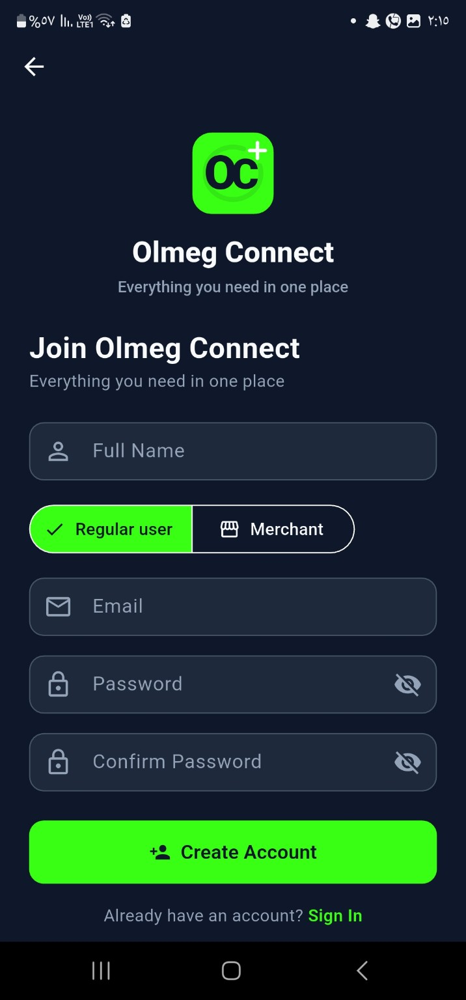 %٥٧ Vo)) LTE1 ٢:١٥
OC+
Olmeg Connect
Everything you need in one place
Join Olmeg Connect
Everything you need in one place
Full Name
Regular user Merchant
Email
Password
Confirm Password
Create Account
Already have an account? Sign In